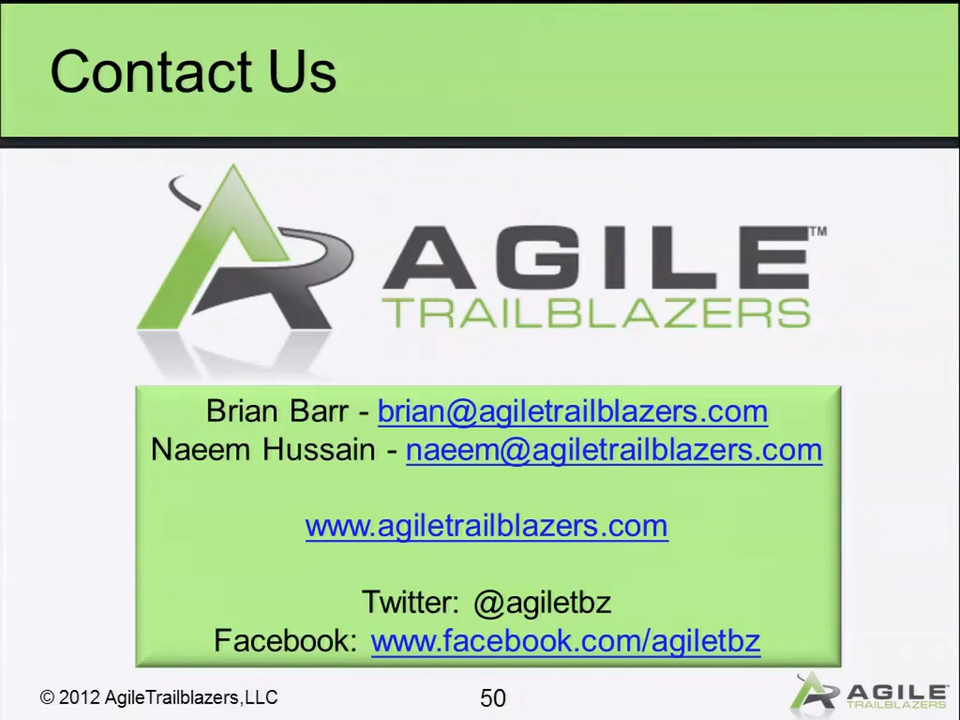 Contact Us
AGILE™
TRAILBLAZERS
Brian Barr - brian@agiletrailblazers.com
Naeem Hussain - naeem@agiletrailblazers.com
www.agiletrailblazers.com
Twitter: @agiletbz
Facebook: www.facebook.com/agiletbz
© 2012 AgileTrailblazers,LLC
50
AGILE™
TRAILBLAZERS